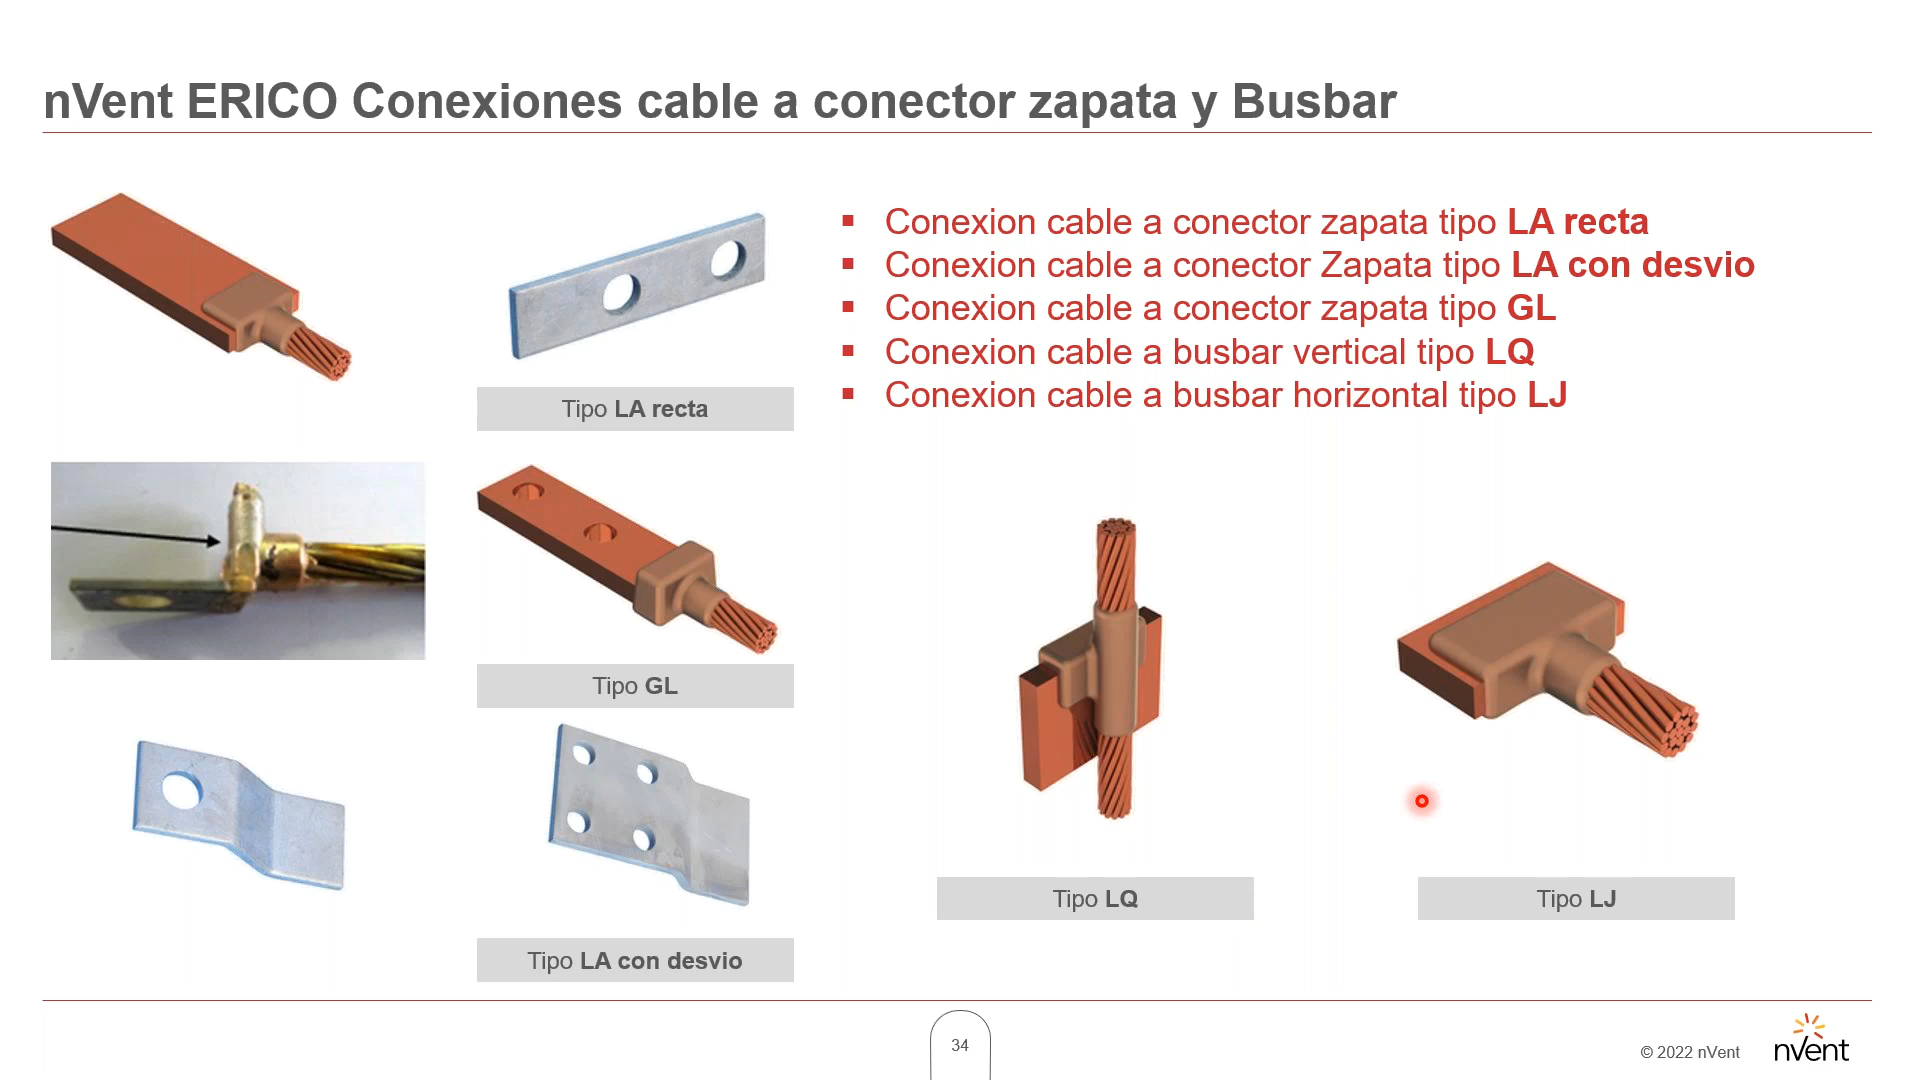 nVent ERICO Conexiones cable a conector zapata y Busbar
Conexion cable a conector zapata tipo LA recta
Conexion cable a conector Zapata tipo LA con desvio
Conexion cable a conector zapata tipo GL
Conexion cable a busbar vertical tipo LQ
Conexion cable a busbar horizontal tipo LJ
Tipo LA recta
Tipo GL
Tipo LA con desvio
Tipo LQ
Tipo LJ
34
© 2022 nVent
nVent